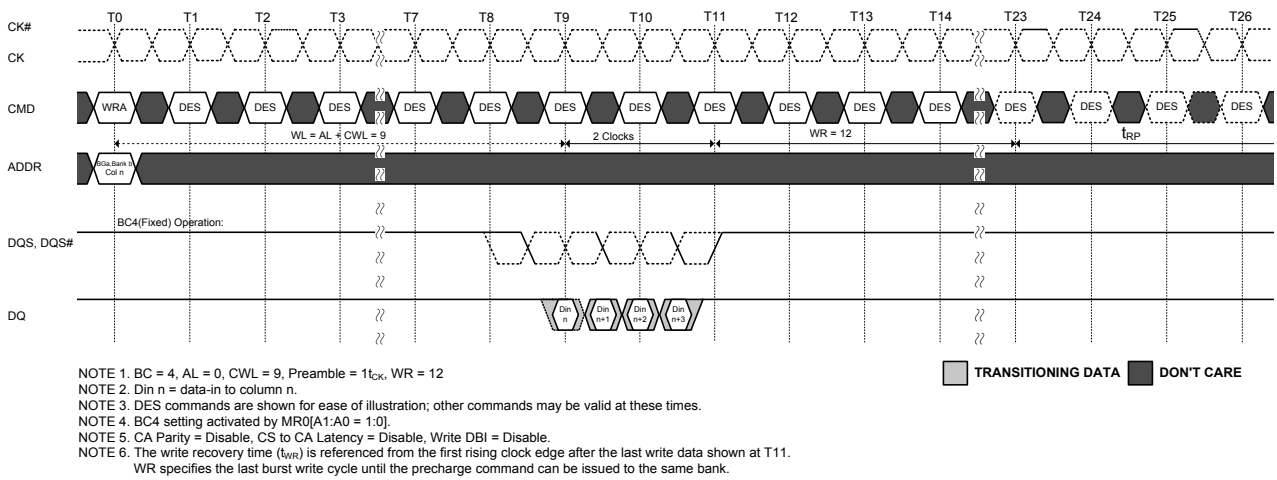 CK#
CK
T0 T1 T2 T3 T7 T8 T9 T10 T11 T12 T13 T14 T23 T24 T25 T26
CMD
WRA DES DES DES DES DES DES DES DES DES DES DES DES DES DES DES
WL = AL + CWL = 9
2 Clocks
WR = 12
tRP
ADDR
BGa,Bank b
Col n
BC4(Fixed) Operation:
DQS, DQS#
DQ
Din n
Din n+1
Din n+2
Din n+3
NOTE 1. BC = 4, AL = 0, CWL = 9, Preamble = 1tCK, WR = 12
NOTE 2. Din n = data-in to column n.
NOTE 3. DES commands are shown for ease of illustration; other commands may be valid at these times.
NOTE 4. BC4 setting activated by MR0[A1:A0 = 1:0].
NOTE 5. CA Parity = Disable, CS to CA Latency = Disable, Write DBI = Disable.
NOTE 6. The write recovery time (tWR) is referenced from the first rising clock edge after the last write data shown at T11.
WR specifies the last burst write cycle until the precharge command can be issued to the same bank.
TRANSITIONING DATA
DON'T CARE